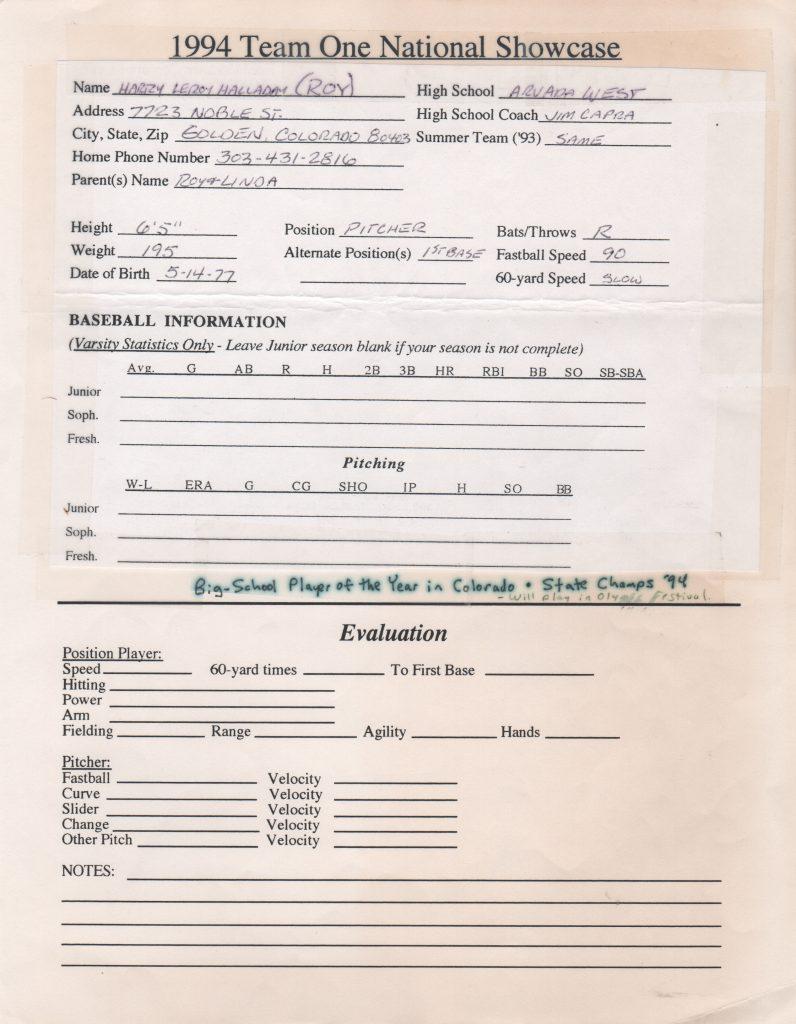 1994 Team One National Showcase
Name HARRY LEROY HALLADAY (ROY) High School ARVADA WEST
Address 7723 NOBLE ST. High School Coach JIM CAPRA
City, State, Zip GOLDEN, COLORADO 80403 Summer Team ('93) SAME
Home Phone Number 303-431-2816
Parent(s) Name ROY & LINDA
Height 6'5" Position PITCHER Bats/Throws R
Weight 195 Alternate Position(s) 1ST BASE Fastball Speed 90
Date of Birth 5-14-77 60-yard Speed SLOW
BASEBALL INFORMATION
(Varsity Statistics Only - Leave Junior season blank if your season is not complete)
Avg. G AB R H 2B 3B HR RBI BB SO SB-SBA
Junior
Soph.
Fresh.
Pitching
W-L ERA G CG SHO IP H SO BB
Junior
Soph.
Fresh.
Big-School Player of the Year in Colorado • State Champs '94
- Will play in Olympic Festival.
Evaluation
Position Player:
Speed 60-yard times To First Base
Hitting
Power
Arm
Fielding Range Agility Hands
Pitcher:
Fastball Velocity
Curve Velocity
Slider Velocity
Change Velocity
Other Pitch Velocity
NOTES: